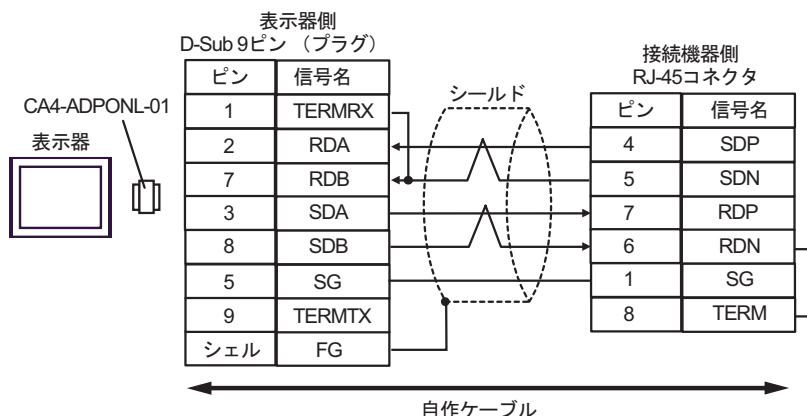 表示器側
D-Sub 9ピン （プラグ）
接続機器側
RJ-45コネクタ
CA4-ADPONL-01
表示器
シールド
ピン 信号名
1 TERMRX
2 RDA
7 RDB
3 SDA
8 SDB
5 SG
9 TERMTX
シェル FG
ピン 信号名
4 SDP
5 SDN
7 RDP
6 RDN
1 SG
8 TERM
自作ケーブル